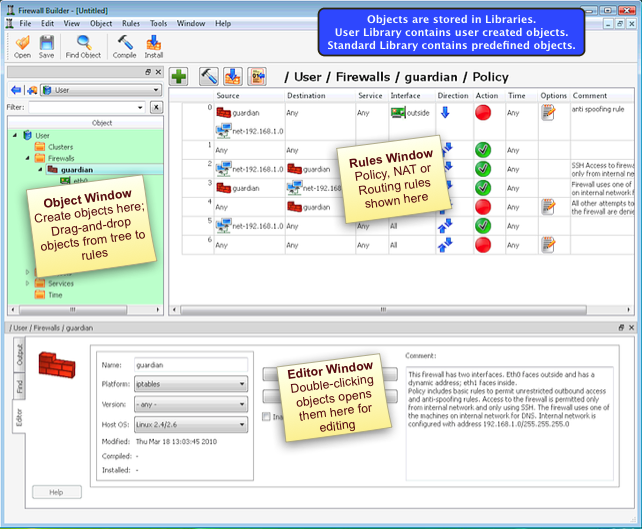 Firewall Builder - [Untitled]
File Edit View Object Rules Tools Window Help
Objects are stored in Libraries.
User Library contains user created objects.
Standard Library contains predefined objects.
Open Save Find Object Compile Install
User
/ User / Firewalls / guardian / Policy
Filter:
Object
User
Clusters
Firewalls
guardian
eth0
Services
Time
Object Window
Create objects here;
Drag-and-drop
objects from tree to
rules
Source Destination Service Interface Direction Action Time Options Comment
0 guardian Any Any outside Any anti spoofing rule
net-192.168.1.0
1 Any
2 net-192.168.1.0 guardian Any SSH Access to firewa
only from internal ne
3 guardian net-192.168 Any Firewall uses one of
on internal network f
4 Any guardian Any All other attempts to
the firewall are denie
5 net-192.168.1.0 Any Any All Any
6 Any Any Any All Any
Rules Window
Policy, NAT or
Routing rules
shown here
/ User / Firewalls / guardian
Output
Find
Editor
Name: guardian
Platform: iptables
Version: - any -
Host OS: Linux 2.4/2.6
Modified: Thu Mar 18 13:03:45 2010
Compiled: -
Installed: -
Help
Editor Window
Double-clicking
objects opens
them here for
editing
Comment:
This firewall has two interfaces. Eth0 faces outside and has a
dynamic address; eth1 faces inside.
Policy includes basic rules to permit unrestricted outbound access
and anti-spoofing rules. Access to the firewall is permitted only
from internal network and only using SSH. The firewall uses one of
the machines on internal network for DNS. Internal network is
configured with address 192.168.1.0/255.255.255.0